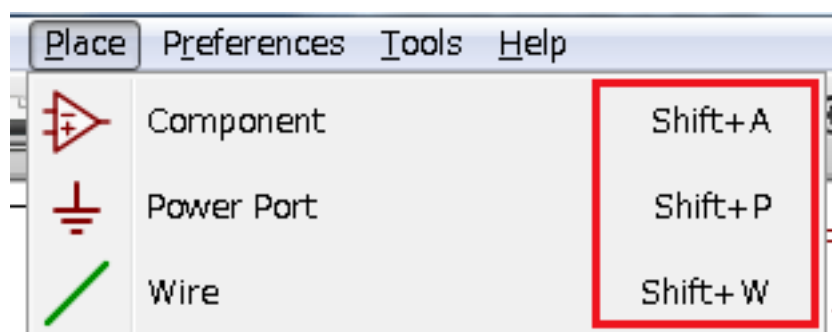 Place Preferences Tools Help
Component Shift+A
Power Port Shift+P
Wire Shift+W